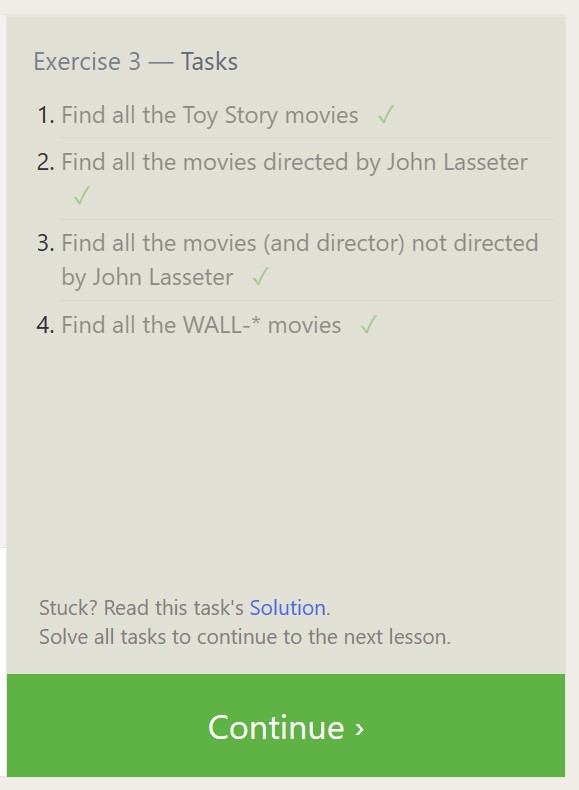 Exercise 3 — Tasks
1. Find all the Toy Story movies ✓
2. Find all the movies directed by John Lasseter
✓
3. Find all the movies (and director) not directed
by John Lasseter ✓
4. Find all the WALL-* movies ✓
Stuck? Read this task's Solution.
Solve all tasks to continue to the next lesson.
Continue ›